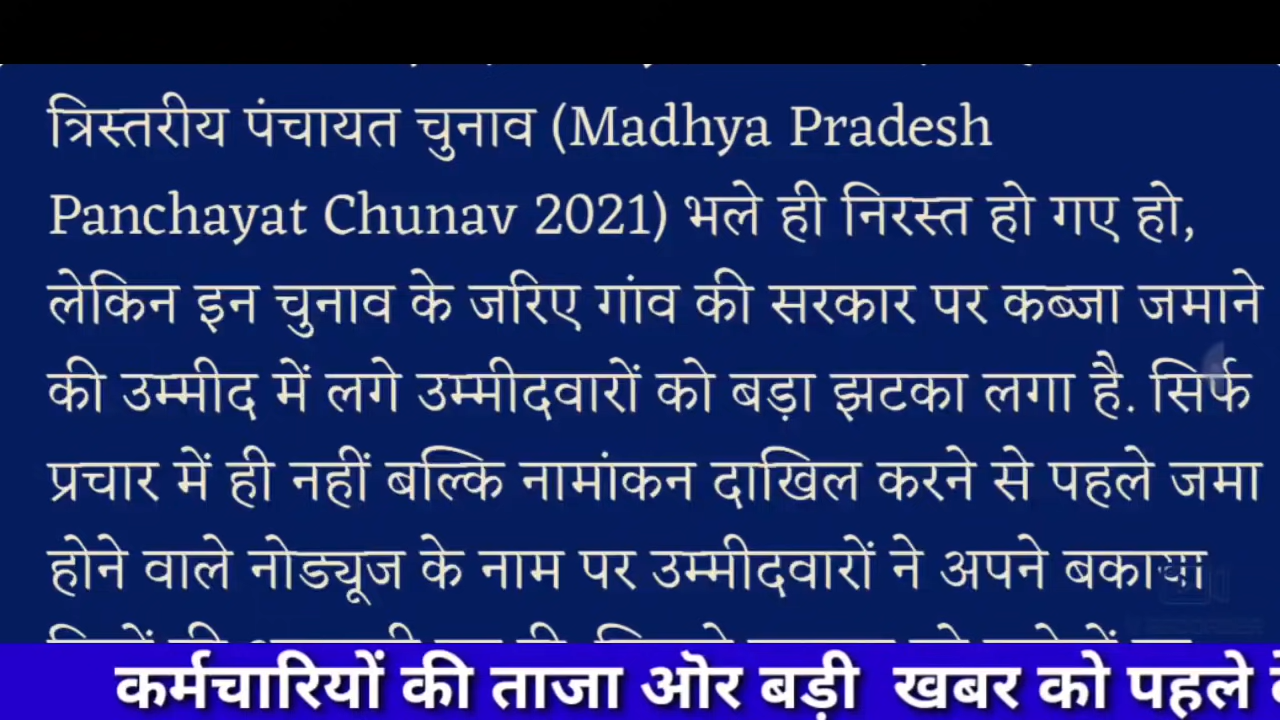 त्रिस्तरीय पंचायत चुनाव (Madhya Pradesh
Panchayat Chunav 2021) भले ही निरस्त हो गए हो,
लेकिन इन चुनाव के जरिए गांव की सरकार पर कब्जा जमाने
की उम्मीद में लगे उम्मीदवारों को बड़ा झटका लगा है. सिर्फ
प्रचार में ही नहीं बल्कि नामांकन दाखिल करने से पहले जमा
होने वाले नोड्यूज के नाम पर उम्मीदवारों ने अपने बकाया
कर्मचारियों की ताजा ऒर बड़ी खबर को पहले